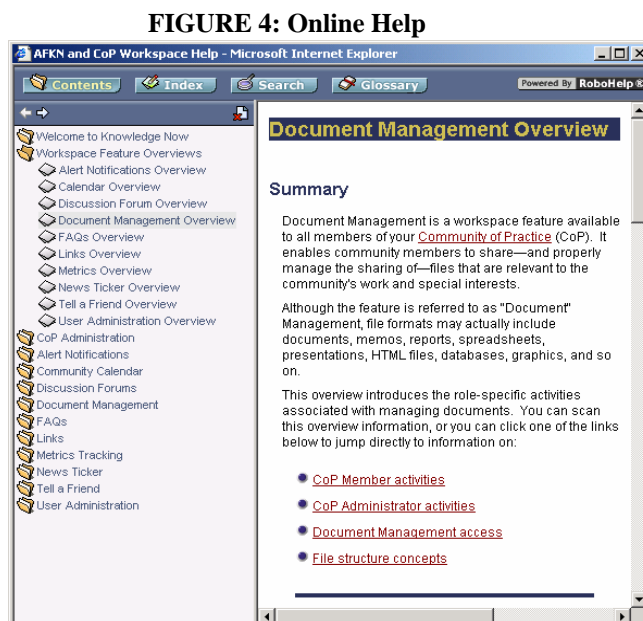 FIGURE 4: Online Help
AFKN and CoP Workspace Help - Microsoft Internet Explorer
Contents Index Search Glossary Powered By RoboHelp ®
Welcome to Knowledge Now
Workspace Feature Overviews
Alert Notifications Overview
Calendar Overview
Discussion Forum Overview
Document Management Overview
FAQs Overview
Links Overview
Metrics Overview
News Ticker Overview
Tell a Friend Overview
User Administration Overview
CoP Administration
Alert Notifications
Community Calendar
Discussion Forums
Document Management
FAQs
Links
Metrics Tracking
News Ticker
Tell a Friend
User Administration
Document Management Overview
Summary
Document Management is a workspace feature available
to all members of your Community of Practice (CoP). It
enables community members to share—and properly
manage the sharing of—files that are relevant to the
community's work and special interests.
Although the feature is referred to as "Document"
Management, file formats may actually include
documents, memos, reports, spreadsheets,
presentations, HTML files, databases, graphics, and so
on.
This overview introduces the role-specific activities
associated with managing documents. You can scan
this overview information, or you can click one of the links
below to jump directly to information on:
CoP Member activities
CoP Administrator activities
Document Management access
File structure concepts